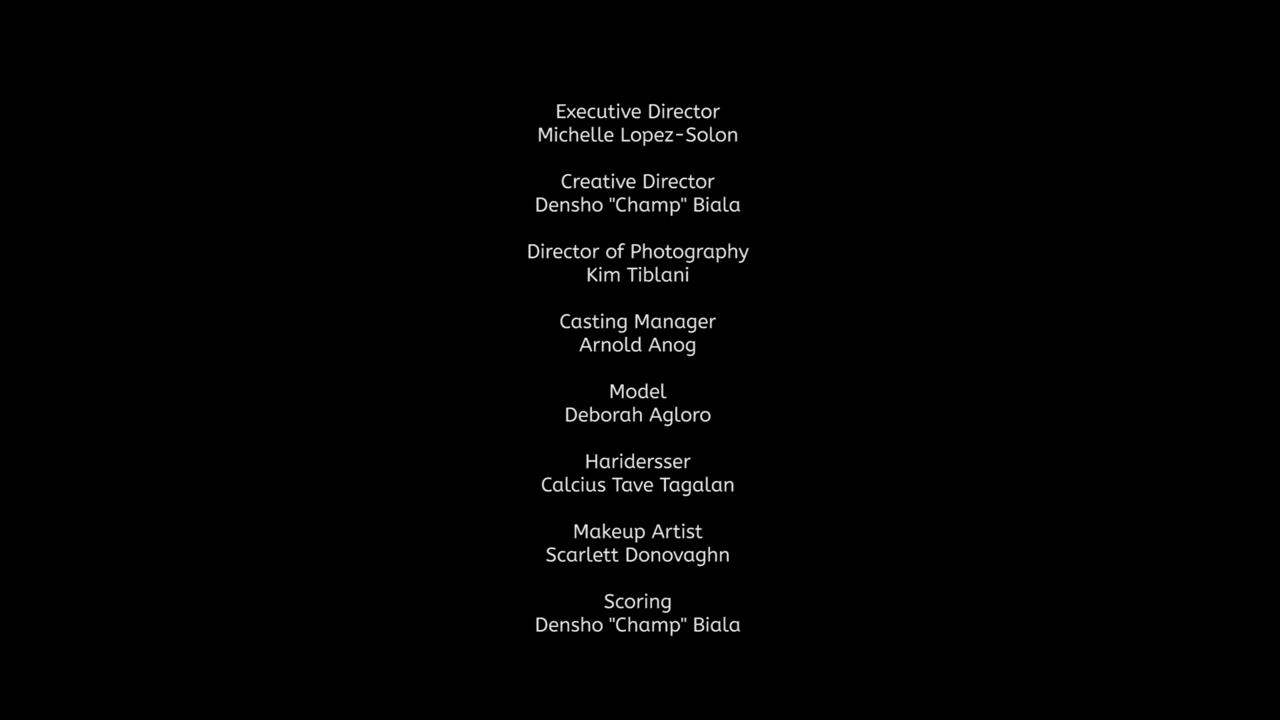 Executive Director
Michelle Lopez-Solon
Creative Director
Densho "Champ" Biala
Director of Photography
Kim Tiblani
Casting Manager
Arnold Anog
Model
Deborah Agloro
Haridersser
Calcius Tave Tagalan
Makeup Artist
Scarlett Donovaghn
Scoring
Densho "Champ" Biala